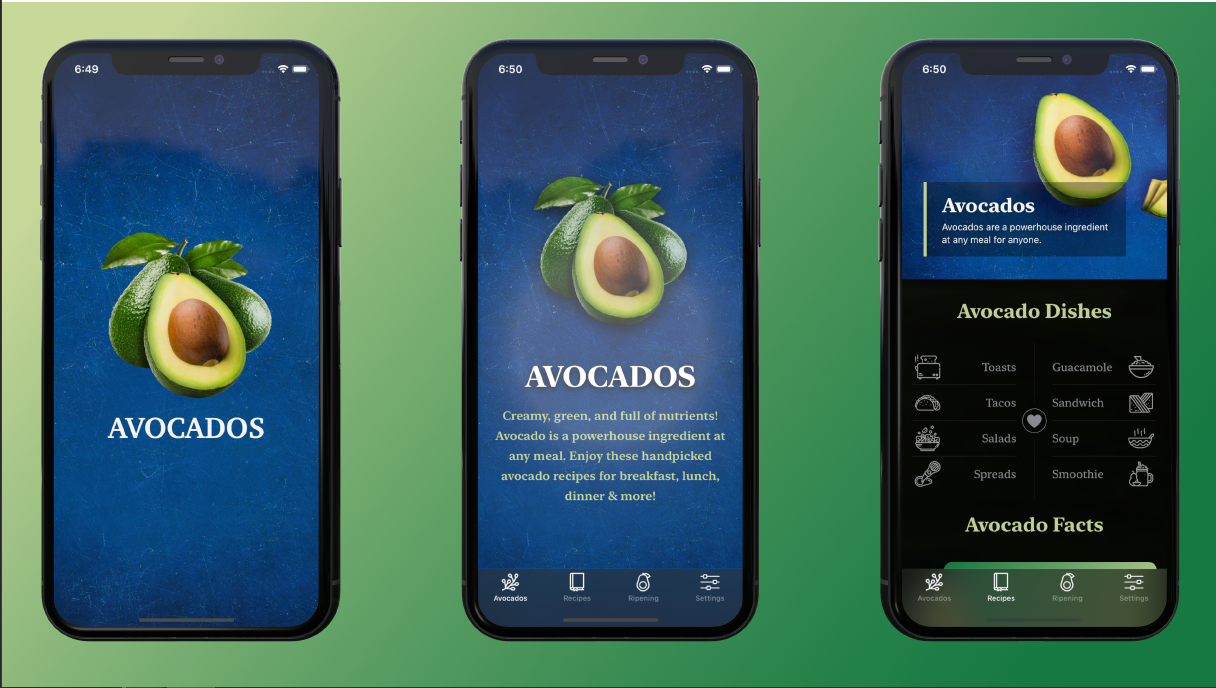 6:49
AVOCADOS
6:50
AVOCADOS
Creamy, green, and full of nutrients!
Avocado is a powerhouse ingredient at
any meal. Enjoy these handpicked
avocado recipes for breakfast, lunch,
dinner & more!
Avocados
Recipes
Ripening
Settings
6:50
Avocados
Avocados are a powerhouse ingredient
at any meal for anyone.
Avocado Dishes
Toasts
Guacamole
Tacos
Sandwich
Salads
Soup
Spreads
Smoothie
Avocado Facts
Avocados
Recipes
Ripening
Settings